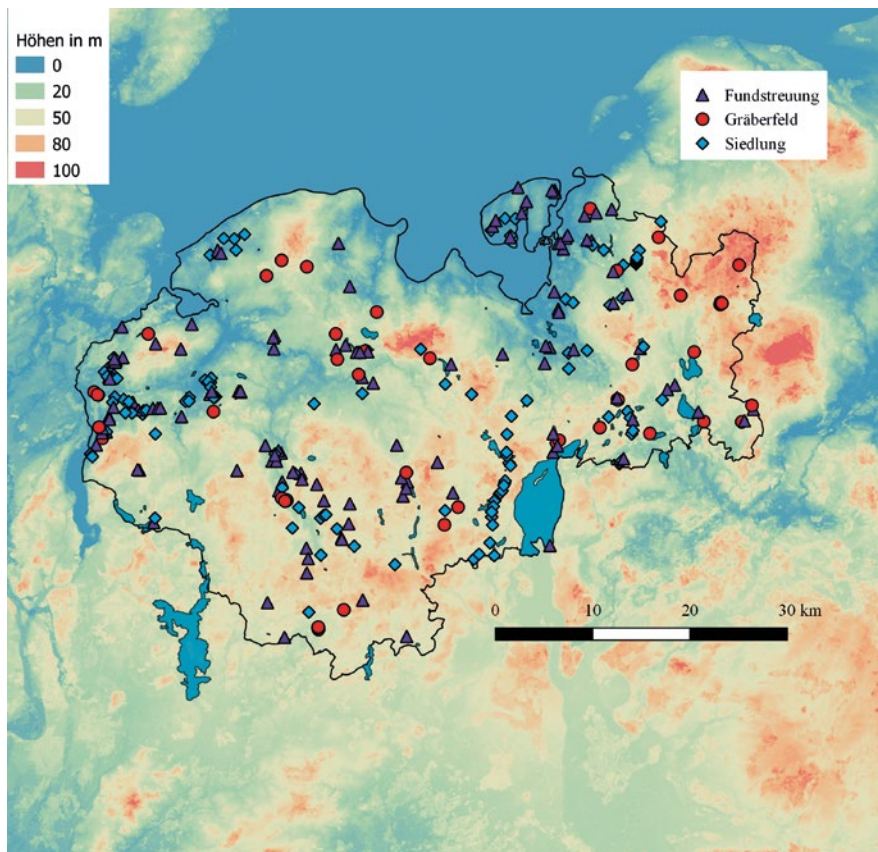 Höhen in m
0
20
50
80
100
Fundstreuung
Gräberfeld
Siedlung
0 10 20 30 km